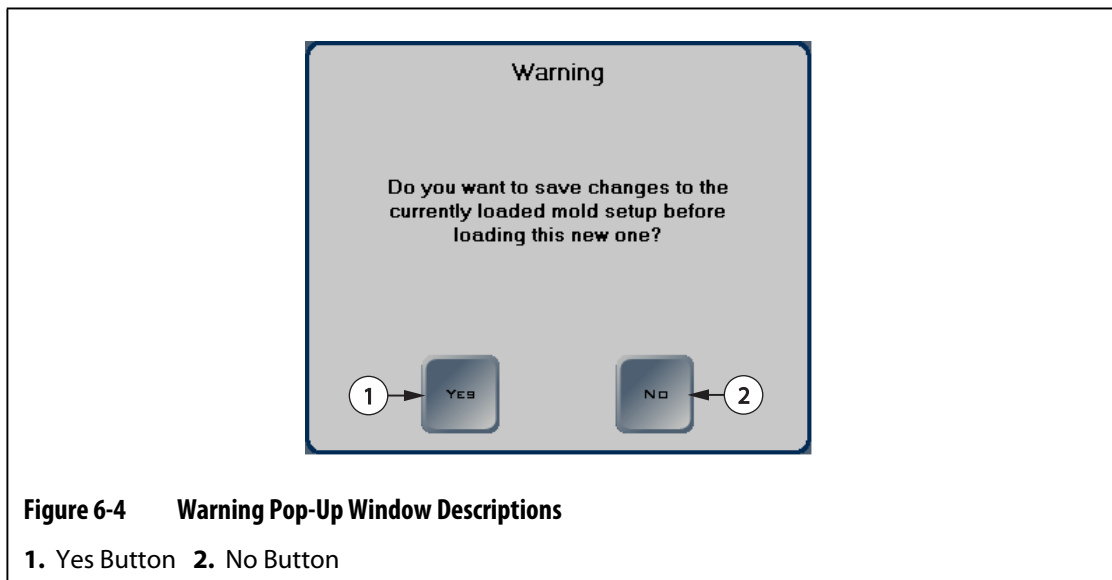 Warning
Do you want to save changes to the
currently loaded mold setup before
loading this new one?
1 YES NO 2
Figure 6-4 Warning Pop-Up Window Descriptions
1. Yes Button 2. No Button